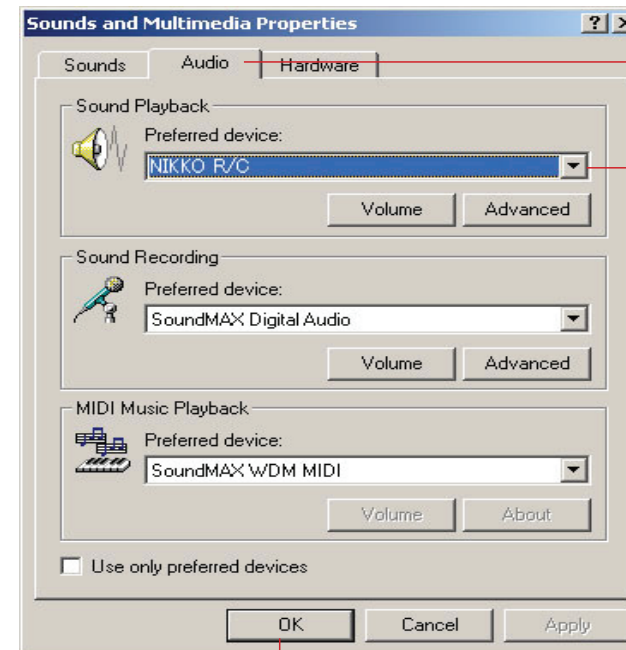 Sounds and Multimedia Properties
Sounds Audio Hardware
Sound Playback
Preferred device:
NIKKO R/C
Volume Advanced
Sound Recording
Preferred device:
SoundMAX Digital Audio
Volume Advanced
MIDI Music Playback
Preferred device:
SoundMAX WDM MIDI
Volume About
Use only preferred devices
OK Cancel Apply